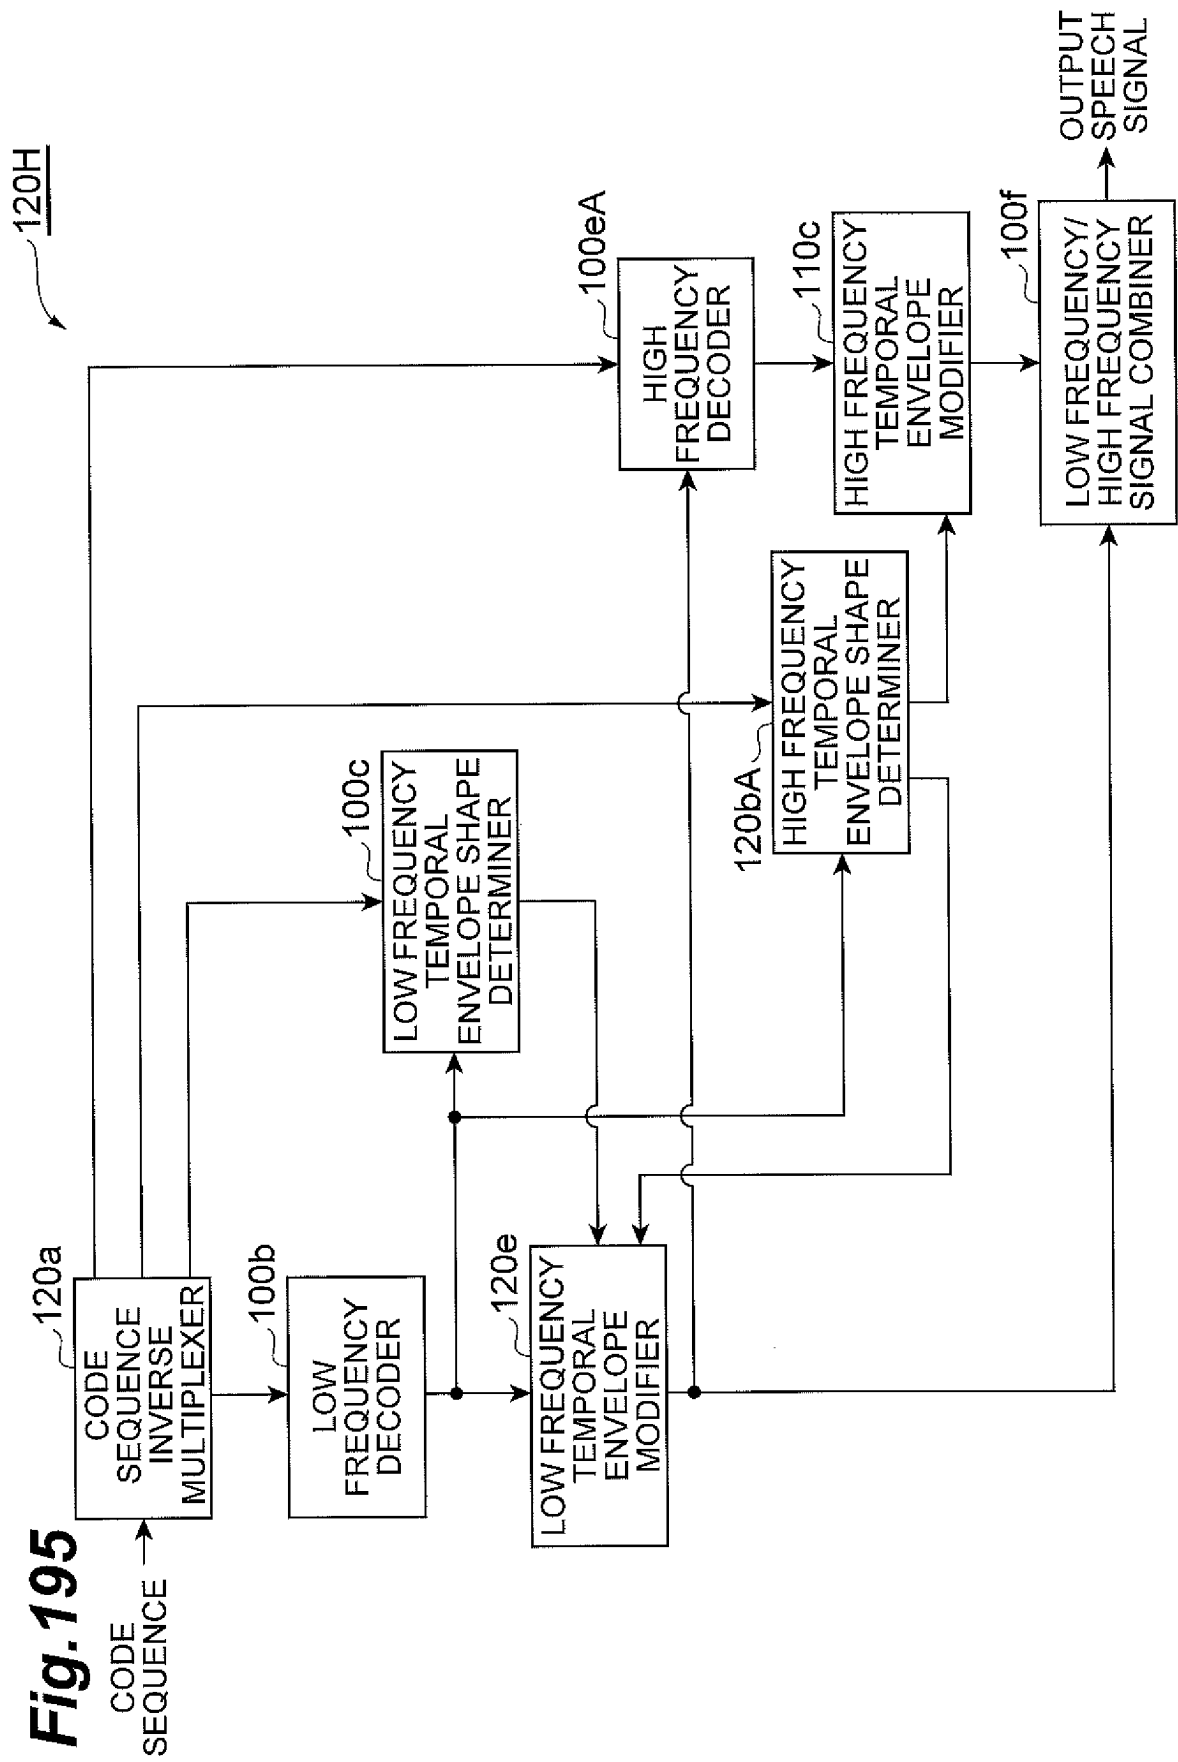 Fig.195
120H
CODE
SEQUENCE
120a
CODE
SEQUENCE
INVERSE
MULTIPLEXER
100b
LOW
FREQUENCY
DECODER
100c
LOW FREQUENCY
TEMPORAL
ENVELOPE SHAPE
DETERMINER
120e
LOW FREQUENCY
TEMPORAL
ENVELOPE
MODIFIER
100eA
HIGH
FREQUENCY
DECODER
120bA
HIGH FREQUENCY
TEMPORAL
ENVELOPE SHAPE
DETERMINER
110c
HIGH FREQUENCY
TEMPORAL
ENVELOPE
MODIFIER
100f
LOW FREQUENCY/
HIGH FREQUENCY
SIGNAL COMBINER
OUTPUT
SPEECH
SIGNAL